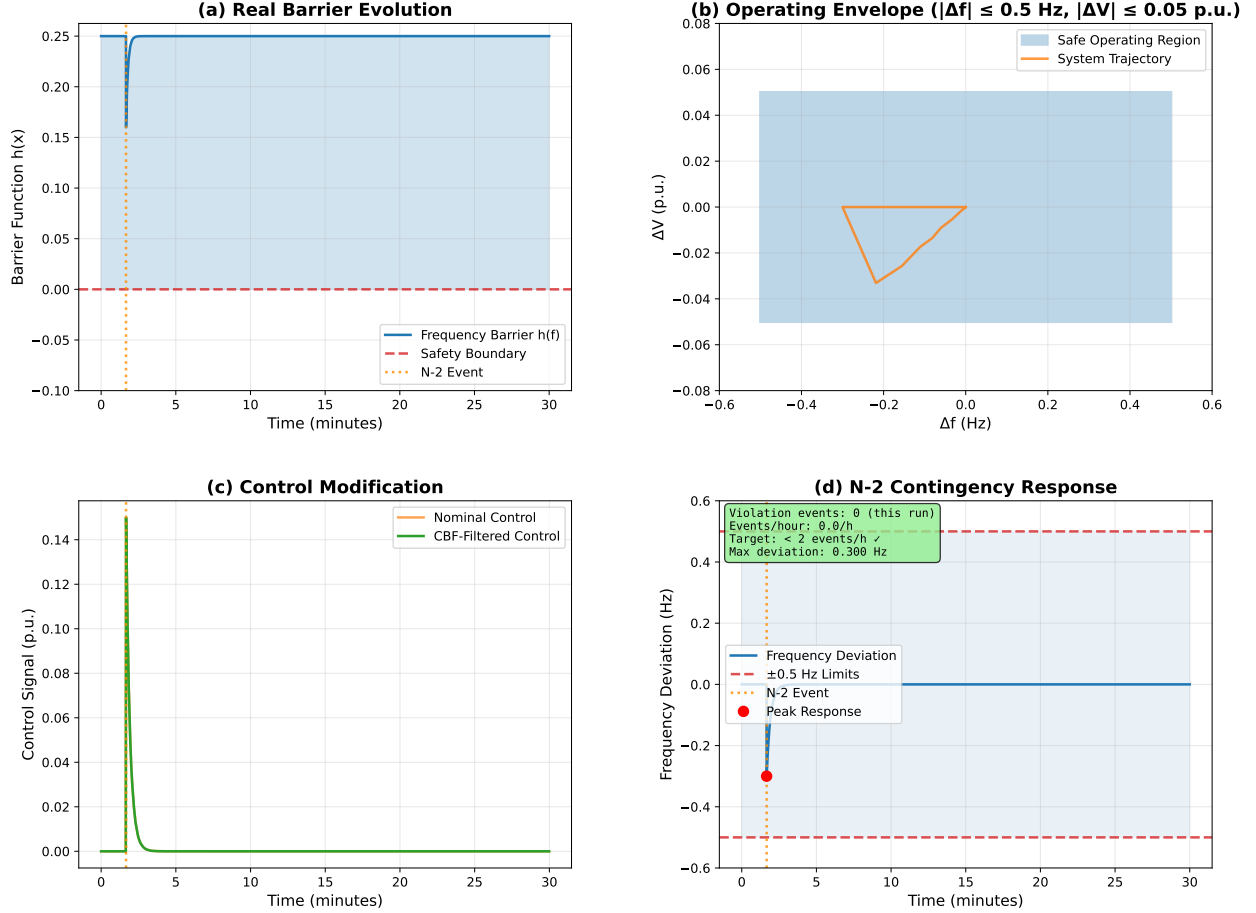 (a) Real Barrier Evolution
0.25
0.20
0.15
0.10
0.05
0.00
−0.05
−0.10
Barrier Function h(x)
Frequency Barrier h(f)
Safety Boundary
N-2 Event
0
5
10
15
20
25
30
Time (minutes)
(b) Operating Envelope (|Δf| ≤ 0.5 Hz, |ΔV| ≤ 0.05 p.u.)
0.08
0.06
0.04
0.02
0.00
−0.02
−0.04
−0.06
−0.08
ΔV (p.u.)
Safe Operating Region
System Trajectory
−0.6
−0.4
−0.2
0.0
0.2
0.4
0.6
Δf (Hz)
(c) Control Modification
0.14
0.12
0.10
0.08
0.06
0.04
0.02
0.00
Control Signal (p.u.)
Nominal Control
CBF-Filtered Control
0
5
10
15
20
25
30
Time (minutes)
(d) N-2 Contingency Response
0.6
0.4
0.2
0.0
−0.2
−0.4
−0.6
Frequency Deviation (Hz)
Violation events: 0 (this run)
Events/hour: 0.0/h
Target: < 2 events/h ✓
Max deviation: 0.300 Hz
Frequency Deviation
±0.5 Hz Limits
N-2 Event
Peak Response
0
5
10
15
20
25
30
Time (minutes)